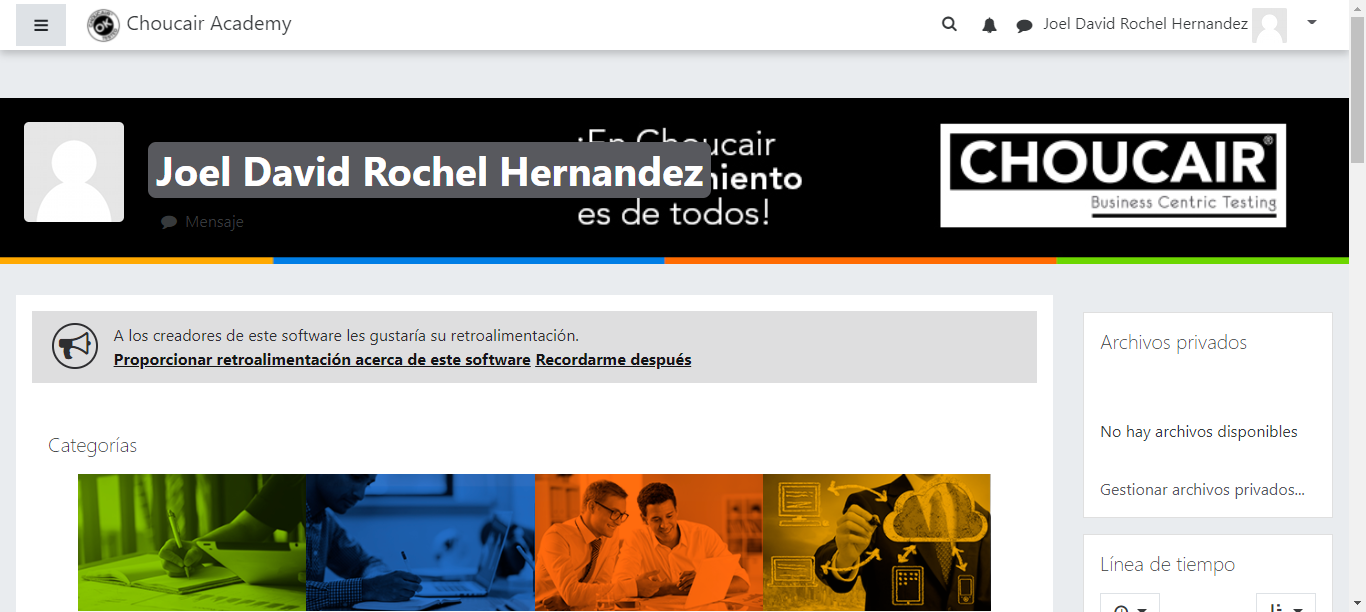 Choucair Academy
Joel David Rochel Hernandez
¡En Choucair
Joel David Rochel Hernandez
es de todos!
Mensaje
CHOUCAIR®
Business Centric Testing
A los creadores de este software les gustaría su retroalimentación.
Proporcionar retroalimentación acerca de este software Recordarme después
Categorías
Archivos privados
No hay archivos disponibles
Gestionar archivos privados...
Línea de tiempo